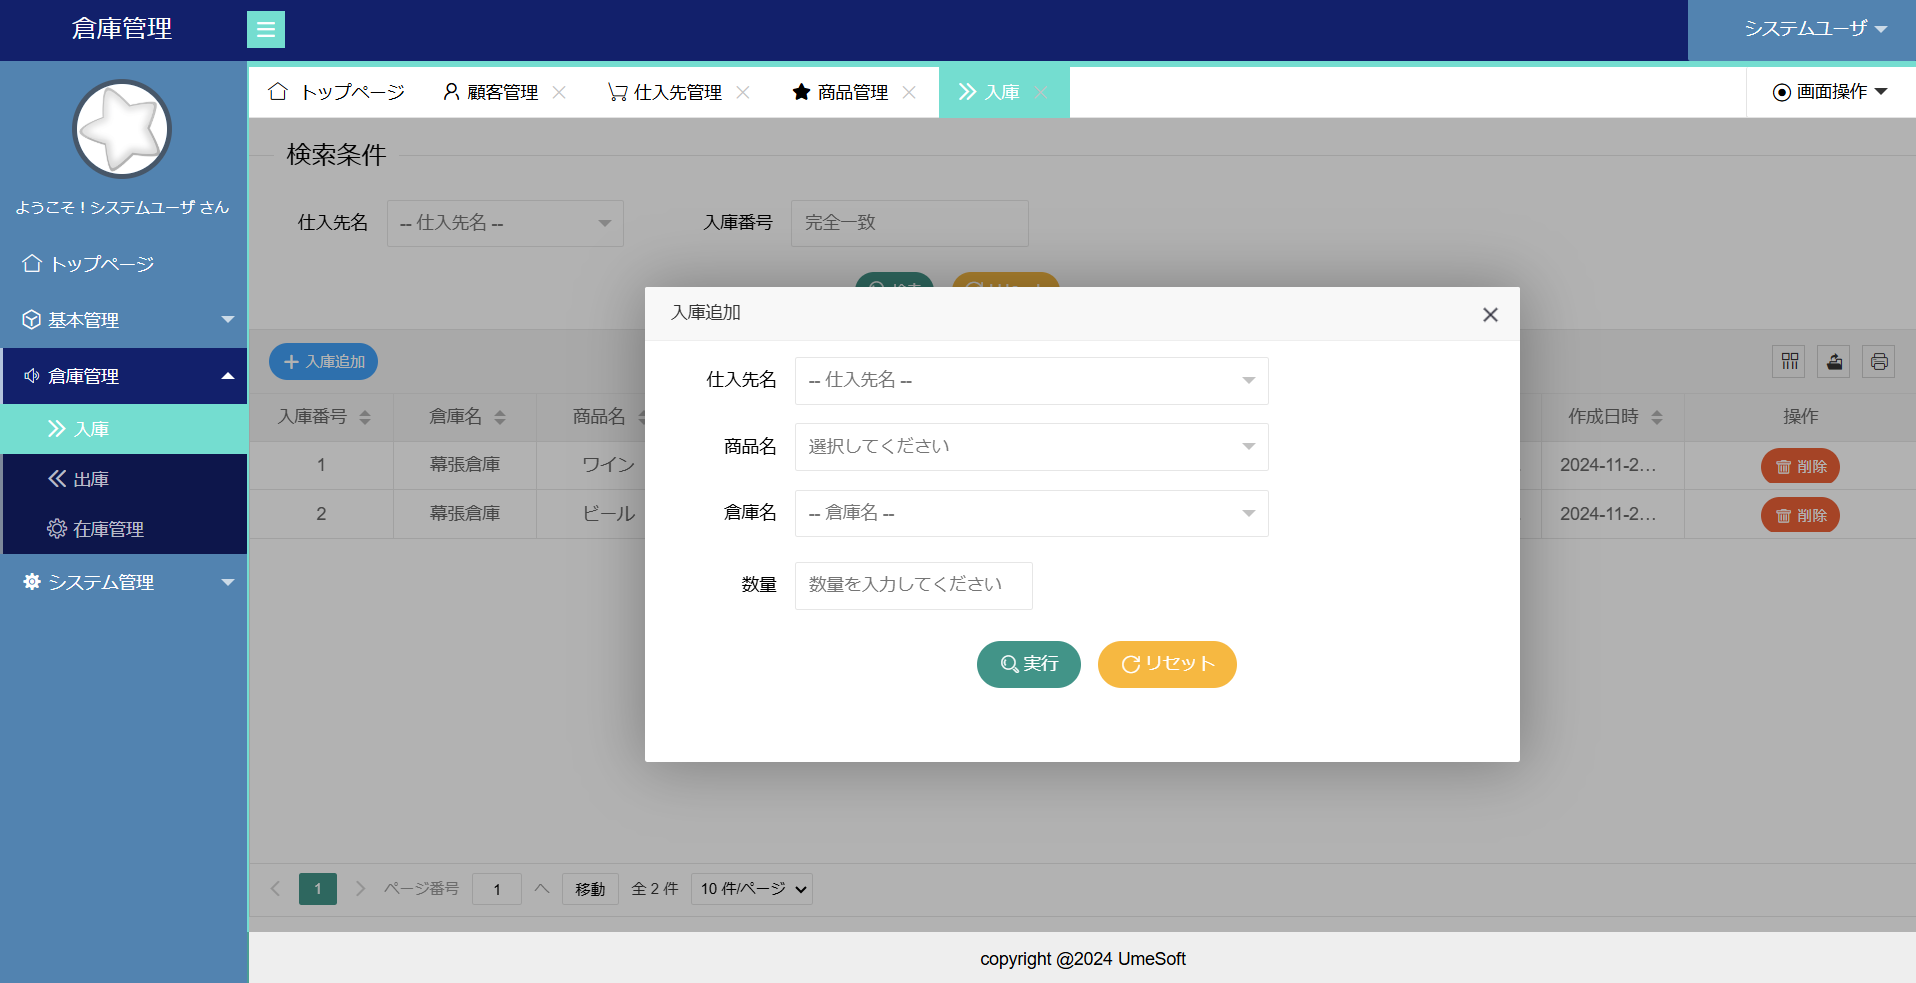 倉庫管理
システムユーザ
トップページ 顧客管理 仕入先管理 商品管理 入庫 画面操作
ようこそ！システムユーザ さん
トップページ
基本管理
倉庫管理
入庫
出庫
在庫管理
システム管理
検索条件
仕入先名 -- 仕入先名 -- 入庫番号 完全一致
入庫追加
入庫番号 倉庫名 商品名 作成日時 操作
1 幕張倉庫 ワイン 2024-11-2... 削除
2 幕張倉庫 ビール 2024-11-2... 削除
入庫追加
仕入先名 -- 仕入先名 --
商品名 選択してください
倉庫名 -- 倉庫名 --
数量 数量を入力してください
実行 リセット
1 ページ番号 1 へ 移動 全 2 件 10 件/ページ
copyright @2024 UmeSoft